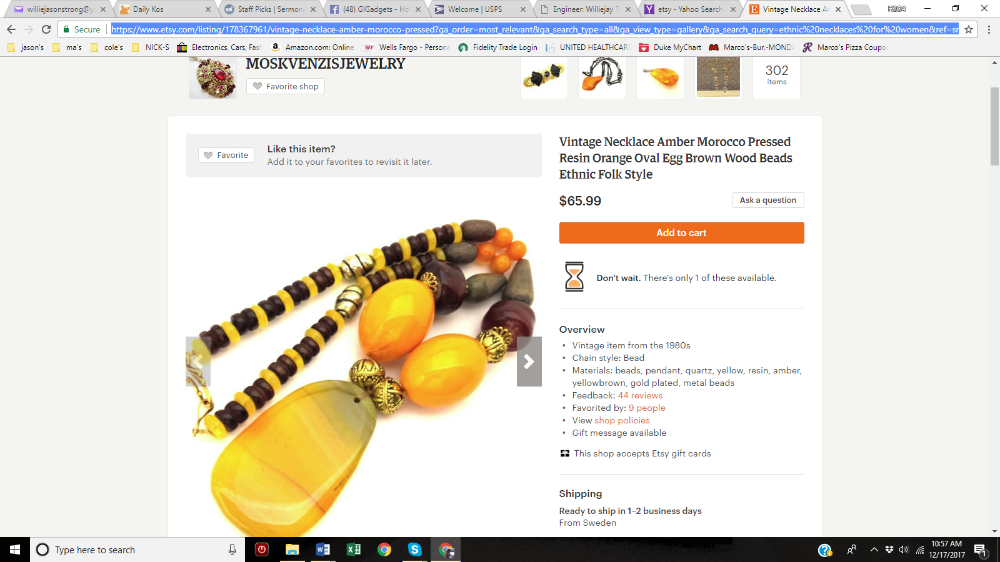 williejasonstrong@y
Daily Kos
Staff Picks | Sermon
(48) GIGadgets - Ho
Welcome | USPS
Engineer: Williejay T
etsy - Yahoo Search
Vintage Necklace Am
H2O4
Secure
https://www.etsy.com/listing/178367961/vintage-necklace-amber-morocco-pressed?ga_order=most_relevant&ga_search_type=all&ga_view_type=gallery&ga_search_query=ethnic%20necklaces%20for%20women&ref=sr
jason's
ma's
cole's
NICK-S
Electronics, Cars, Fash
Amazon.com: Online
Wells Fargo - Persona
Fidelity Trade Login
UNITED HEALTHCARE
Duke MyChart
Marco's-Bur.-MONDA
Marco's Pizza Coupo
MOSKVENZISJEWELRY
Favorite shop
302
items
Favorite
Like this item?
Add it to your favorites to revisit it later.
Vintage Necklace Amber Morocco Pressed
Resin Orange Oval Egg Brown Wood Beads
Ethnic Folk Style
$65.99
Ask a question
Add to cart
Don't wait. There's only 1 of these available.
Overview
• Vintage item from the 1980s
• Chain style: Bead
• Materials: beads, pendant, quartz, yellow, resin, amber,
yellowbrown, gold plated, metal beads
• Feedback: 44 reviews
• Favorited by: 9 people
• View shop policies
• Gift message available
This shop accepts Etsy gift cards
Shipping
Ready to ship in 1–2 business days
From Sweden
Type here to search
10:57 AM
12/17/2017
1